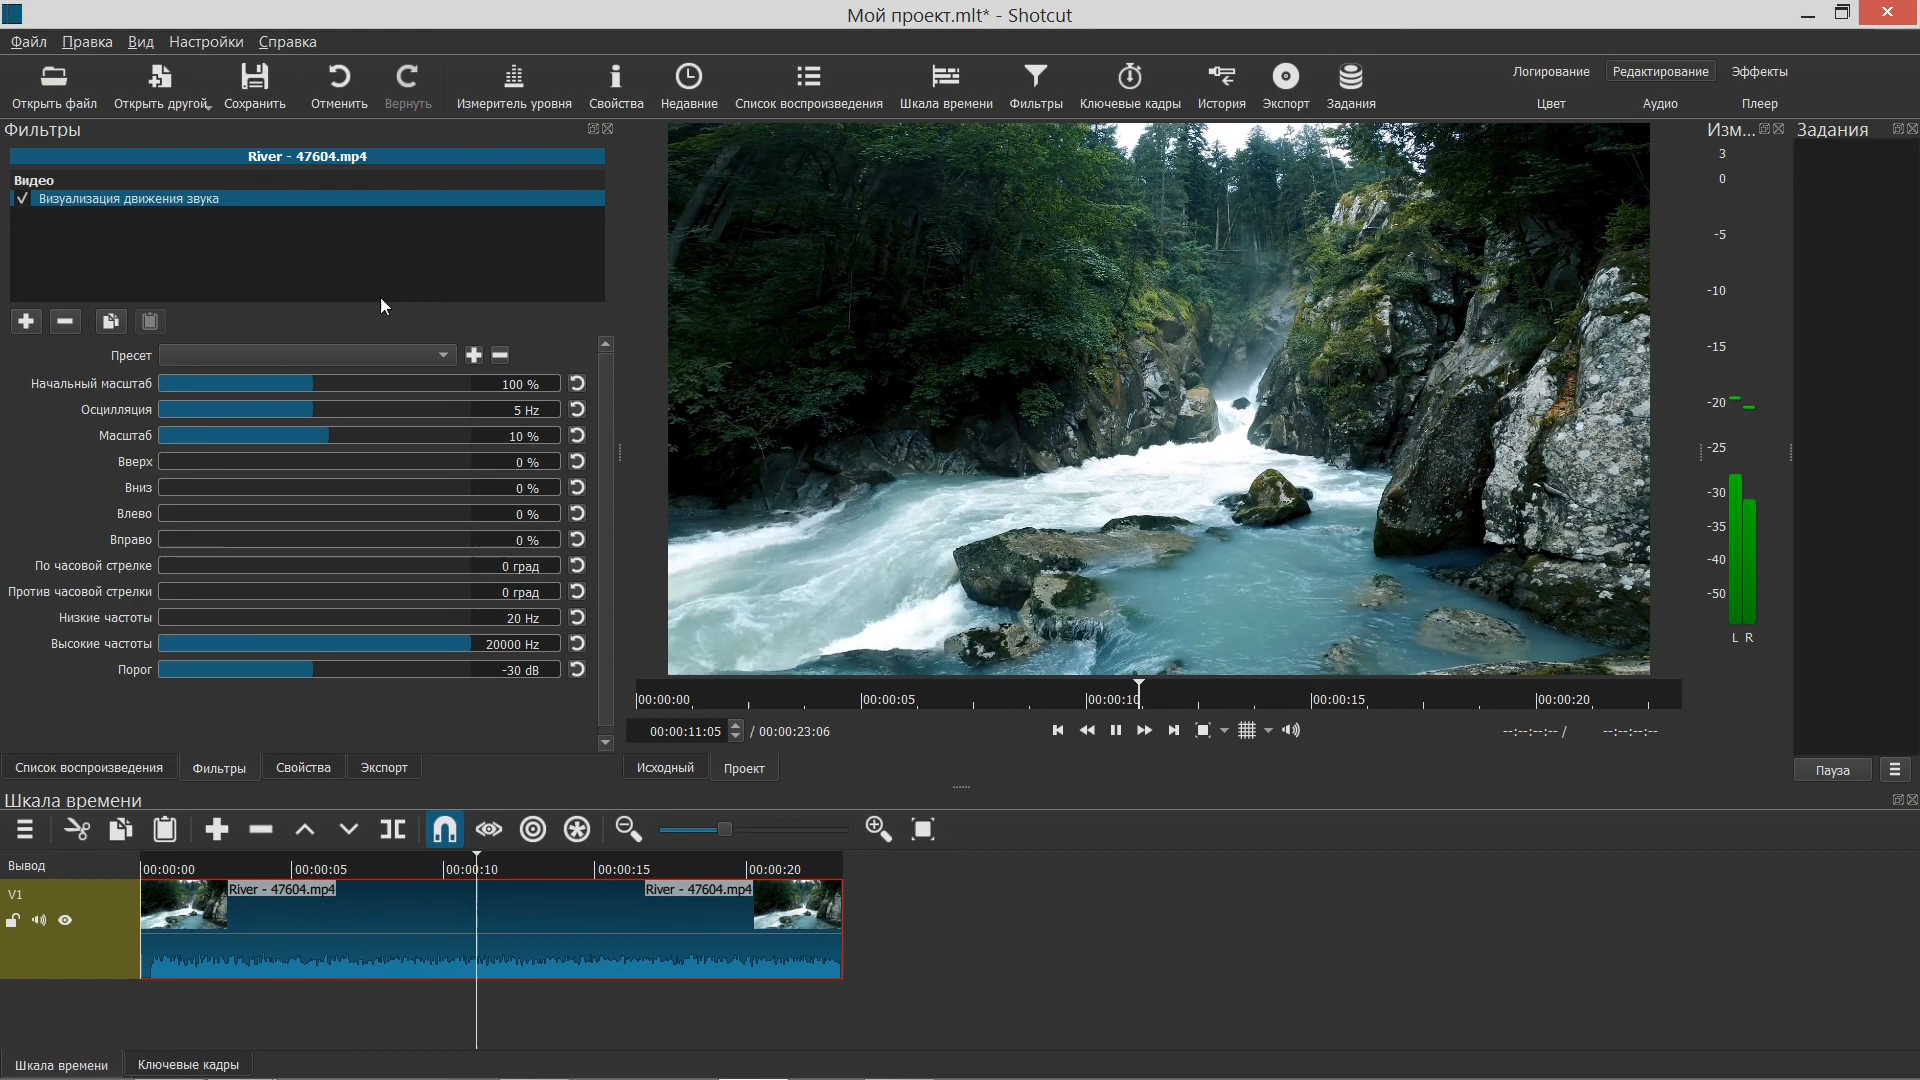 Мой проект.mlt* - Shotcut
Файл Правка Вид Настройки Справка
Открыть файл Открыть другой Сохранить Отменить Вернуть Измеритель уровня Свойства Недавние Список воспроизведения Шкала времени Фильтры Ключевые кадры История Экспорт Задания
Логирование Редактирование Эффекты
Цвет Аудио Плеер
Фильтры
River - 47604.mp4
Видео
Визуализация движения звука
Пресет
Начальный масштаб 100 %
Осцилляция 5 Hz
Масштаб 10 %
Вверх 0 %
Вниз 0 %
Влево 0 %
Вправо 0 %
По часовой стрелке 0 град
Против часовой стрелки 0 град
Низкие частоты 20 Hz
Высокие частоты 20000 Hz
Порог -30 dB
Список воспроизведения Фильтры Свойства Экспорт
00:00:00 00:00:05 00:00:10 00:00:15 00:00:20
00:00:11:05 / 00:00:23:06 --:--:--:-- / --:--:--:--
Исходный Проект
Изм...
3
0
-5
-10
-15
-20
-25
-30
-35
-40
-50
L R
Задания
Пауза
Шкала времени
Вывод
00:00:00 00:00:05 00:00:10 00:00:15 00:00:20
V1
River - 47604.mp4 River - 47604.mp4
Шкала времени Ключевые кадры